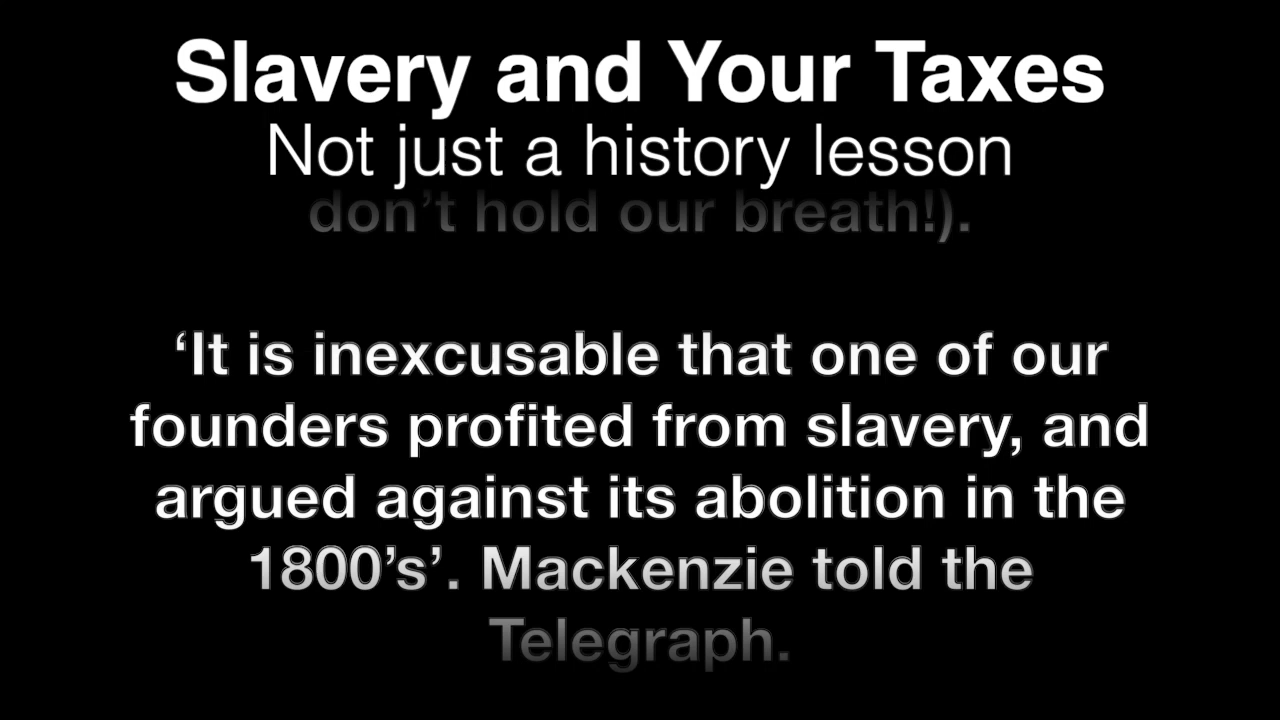 Slavery and Your Taxes
Not just a history lesson
don’t hold our breath!).
‘It is inexcusable that one of our
founders profited from slavery, and
argued against its abolition in the
1800’s’. Mackenzie told the
Telegraph.